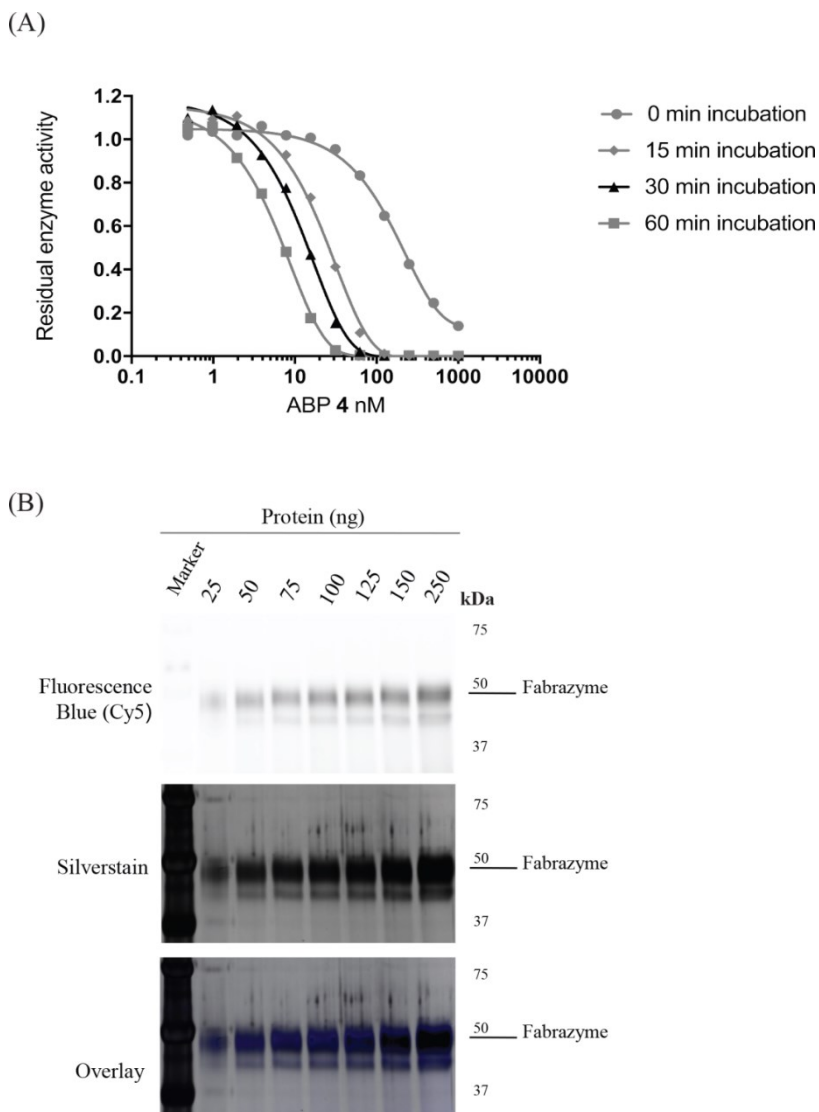 (A)
1.2
1.0
0.8
0.6
0.4
0.2
0.0
Residual enzyme activity
0.1
1
10
100
1000
10000
ABP 4 nM
0 min incubation
15 min incubation
30 min incubation
60 min incubation
(B)
Protein (ng)
Marker
25
50
75
100
125
150
250
kDa
75
Fluorescence
Blue (Cy5)
50
Fabrazyme
37
75
Silverstain
50
Fabrazyme
37
75
50
Fabrazyme
Overlay
37